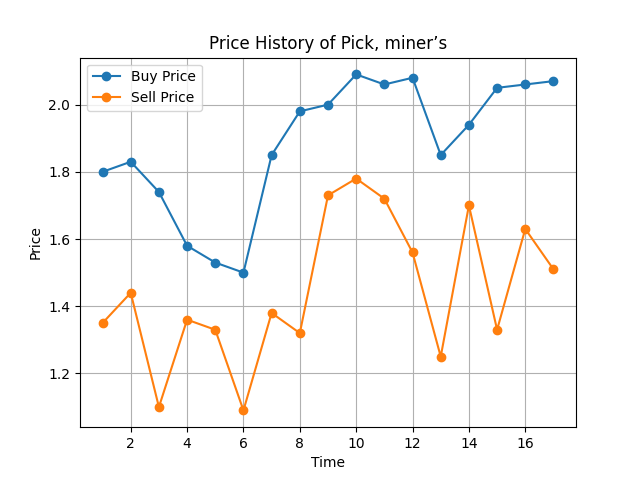 Price History of Pick, miner’s
Buy Price
Sell Price
2.0
1.8
1.6
1.4
1.2
Price
2 4 6 8 10 12 14 16
Time